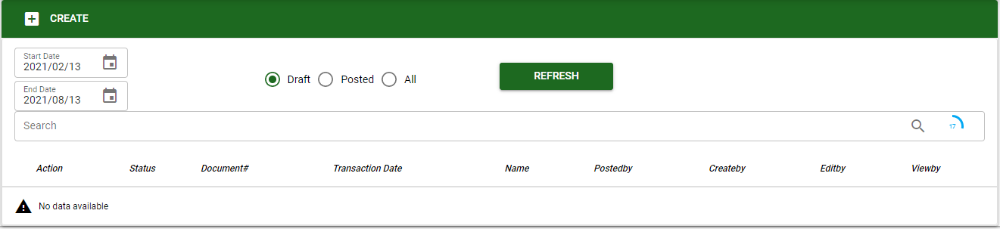 CREATE
Start Date
2021/02/13
End Date
2021/08/13
Draft Posted All
REFRESH
Search
17
Action Status Document# Transaction Date Name Postedby Createby Editby Viewby
No data available